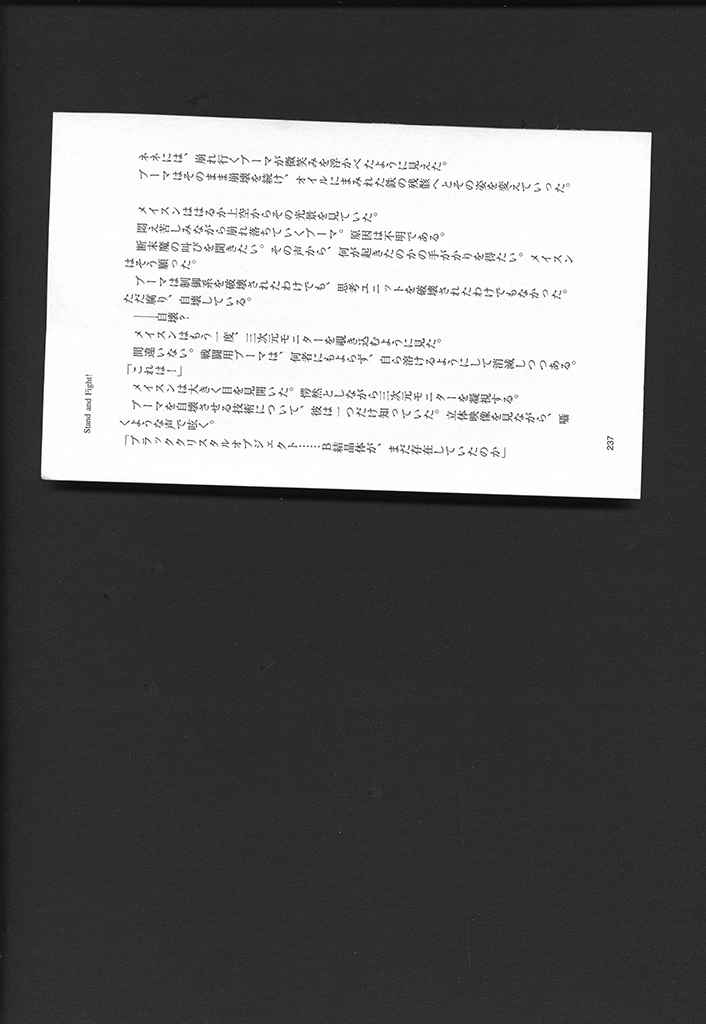 ネネには、崩れ行くブーマが微笑みを浮かべたように見えた。
ブーマはそのまま崩壊を続け、オイルにまみれた鉄の残骸へとその姿を変えていった。
メイスンははるか上空からその光景を見ていた。
悶え苦しみながら崩れ落ちていくブーマ。原因は不明である。
断末魔の叫びを聞きたい。その声から、何が起きたのかの手がかりを得たい。メイスン
はそう願った。
ブーマは制御系を破壊されたわけでも、思考ユニットを破壊されたわけでもなかった。
ただ腐り、自壊している。
――自壊？
メイスンはもう一度、三次元モニターを覗き込むように見た。
間違いない。戦闘用ブーマは、何者にもよらず、自ら溶けるようにして消滅しつつある。
「これは！」
メイスンは大きく目を見開いた。愕然としながら三次元モニターを凝視する。
ブーマを自壊させる技術について、彼は一つだけ知っていた。立体映像を見ながら、囁
くような声で呟く。
「ブラッククリスタルオブジェクト……Ｂ結晶体が、まだ存在していたのか」
Stand and Fight!
237